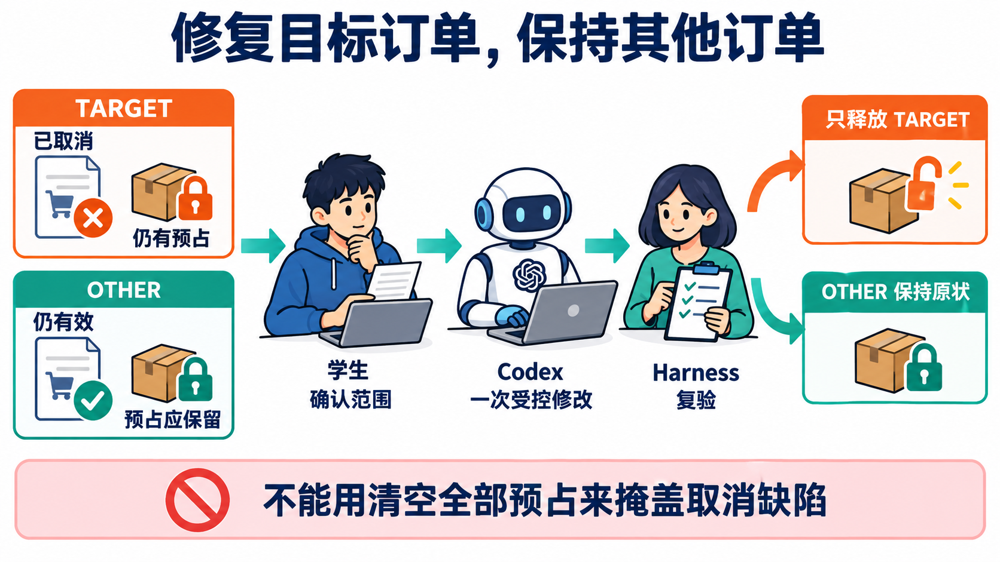 修复目标订单，保持其他订单
TARGET
已取消
仍有预占
OTHER
仍有效
预占应保留
学生
确认范围
Codex
一次受控修改
Harness
复验
只释放 TARGET
OTHER 保持原状
不能用清空全部预占来掩盖取消缺陷